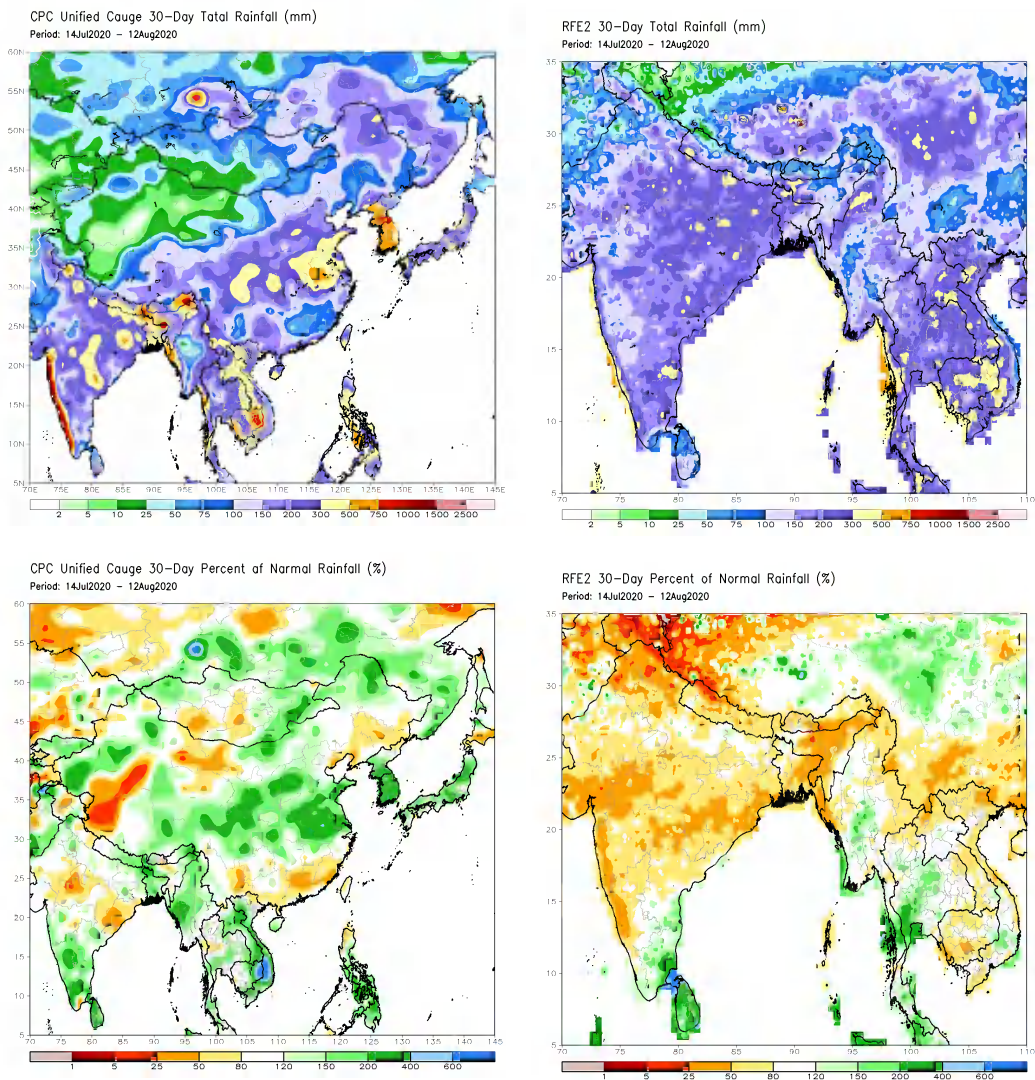 CPC Unified Gauge 30-Day Total Rainfall (mm)
Period: 14Jul2020 - 12Aug2020
60N
55N
50N
45N
40N
35N
30N
25N
20N
15N
10N
5N
70E 75E 80E 85E 90E 95E 100E 105E 110E 115E 120E 125E 130E 135E 140E 145E
2 5 10 25 50 75 100 150 200 300 500 750 1000 1500 2500
RFE2 30-Day Total Rainfall (mm)
Period: 14Jul2020 - 12Aug2020
35
30
25
20
15
10
5
70 75 80 85 90 95 100 105 110
2 5 10 25 50 75 100 150 200 300 500 750 1000 1500 2500
CPC Unified Gauge 30-Day Percent of Normal Rainfall (%)
Period: 14Jul2020 - 12Aug2020
60
55
50
45
40
35
30
25
20
15
10
5
70 75 80 85 90 95 100 105 110 115 120 125 130 135 140 145
1 5 25 50 80 120 150 200 400 600
RFE2 30-Day Percent of Normal Rainfall (%)
Period: 14Jul2020 - 12Aug2020
35
30
25
20
15
10
5
70 75 80 85 90 95 100 105 110
1 5 25 50 80 120 150 200 400 600